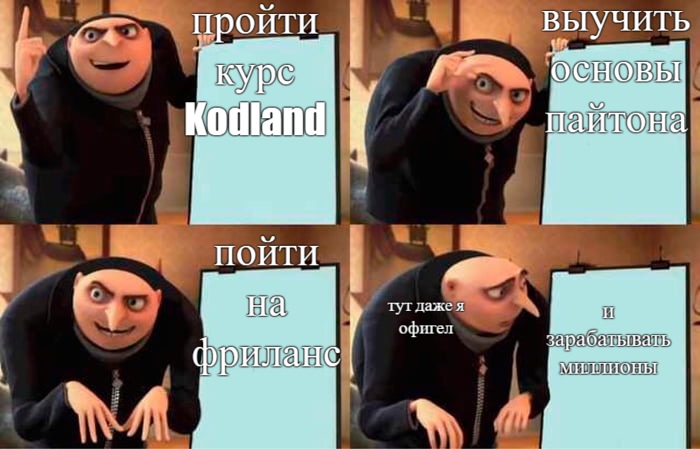 пройти
курс
Kodland
выучить
основы
пайтона
пойти
на
фриланс
тут даже я
офигел
и
зарабатывать
миллионы